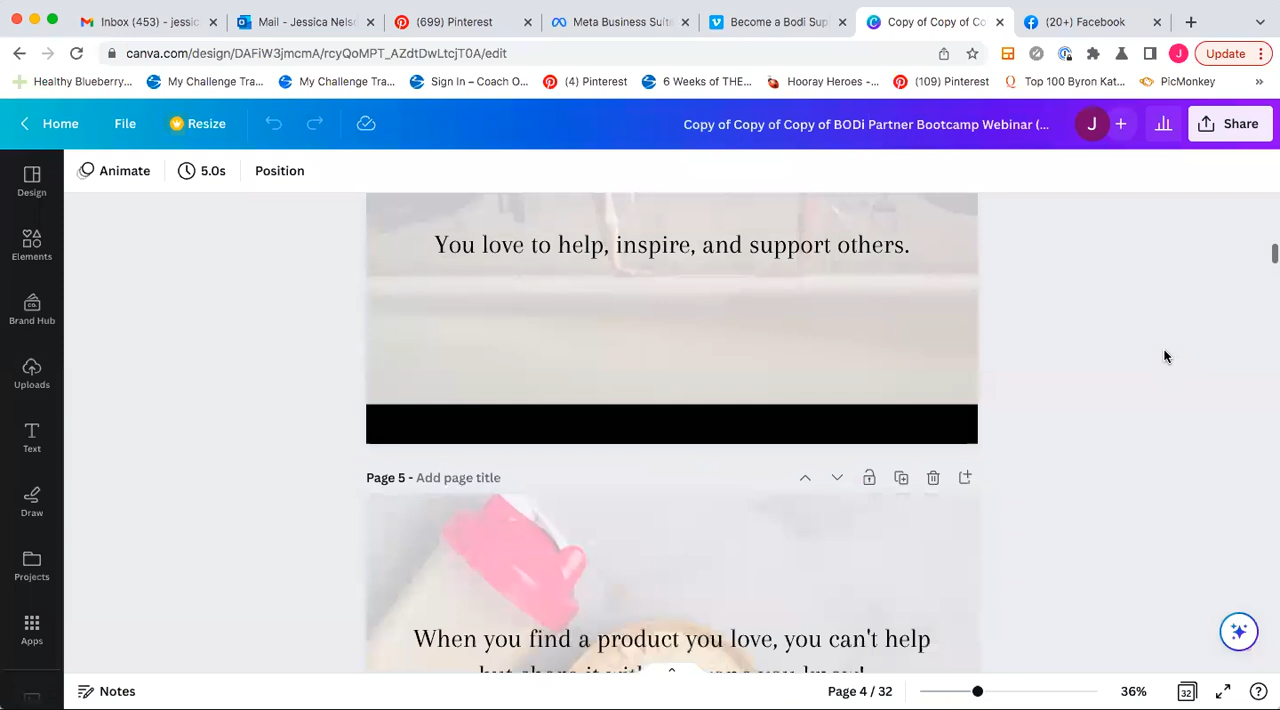 Inbox (453) – jessic
Mail - Jessica Nels
(699) Pinterest
Meta Business Suite
Become a Bodi Sup
Copy of Copy of Co
(20+) Facebook
canva.com/design/DAFiW3jmcmA/rcyQoMPT_AZdtDwLtcjT0A/edit
Update
Healthy Blueberry...
My Challenge Tra...
My Challenge Tra...
Sign in – Coach O...
(4) Pinterest
6 Weeks of THE...
Hooray Heroes -...
(109) Pinterest
Top 100 Byron Kat...
PicMonkey
»
Home
File
Resize
Copy of Copy of Copy of BODi Partner Bootcamp Webinar (...
J
Share
Animate
5.0s
Position
Design
Elements
Brand Hub
Uploads
Text
Draw
Projects
Apps
You love to help, inspire, and support others.
Page 5 - Add page title
When you find a product you love, you can't help
Notes
Page 4 / 32
36%
32